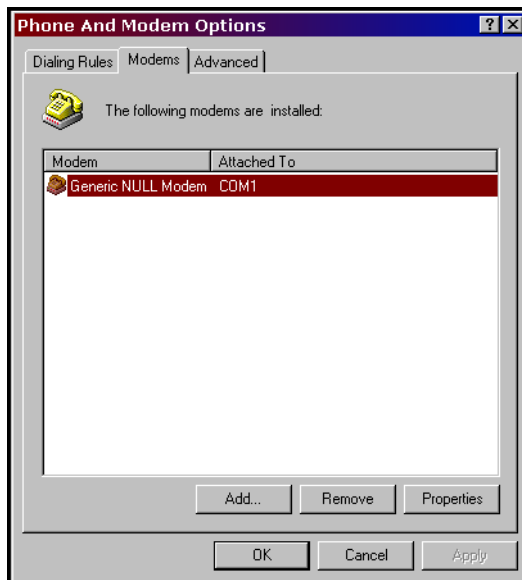 Phone And Modem Options
Dialing Rules Modems Advanced
The following modems are installed:
Modem Attached To
Generic NULL Modem COM1
Add... Remove Properties
OK Cancel Apply